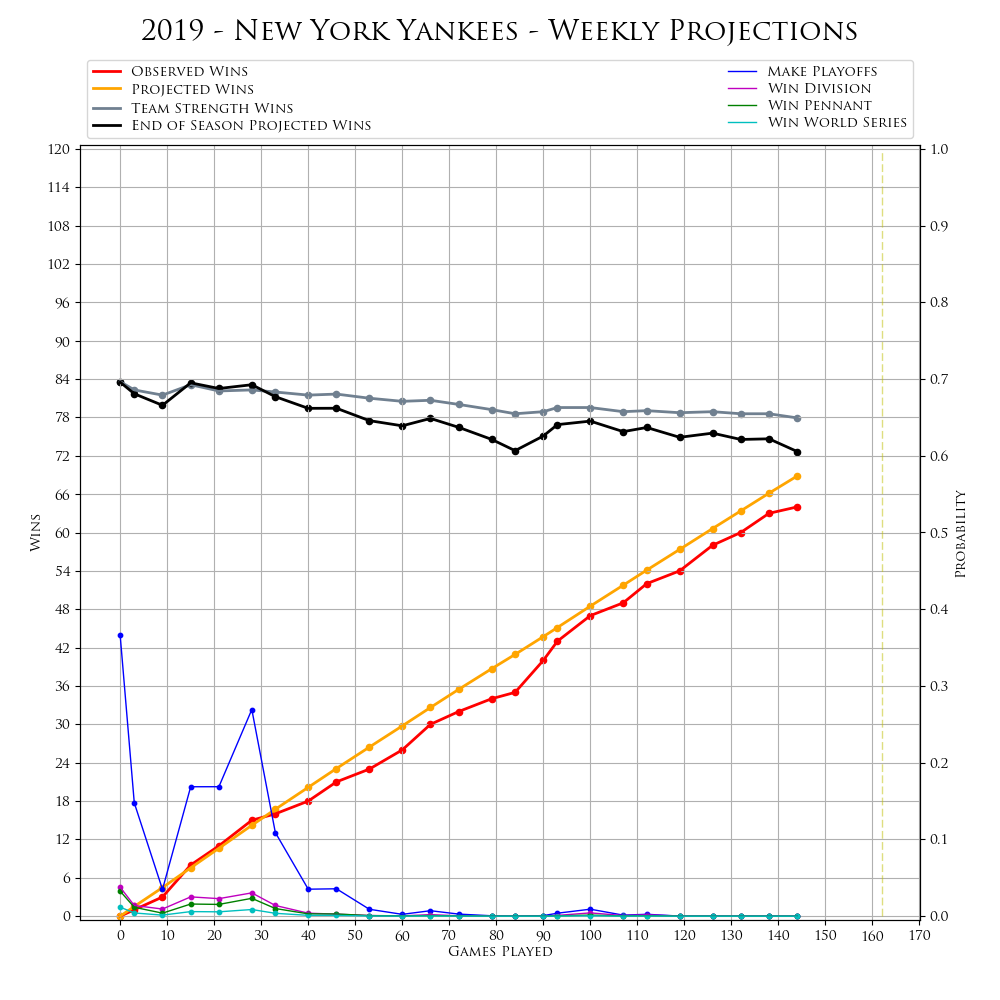 2019 - New York Yankees - Weekly Projections
Observed Wins
Projected Wins
Team Strength Wins
End of Season Projected Wins
Make Playoffs
Win Division
Win Pennant
Win World Series
120
114
108
102
96
90
84
78
72
66
60
54
48
42
36
30
24
18
12
6
0
Wins
1.0
0.9
0.8
0.7
0.6
0.5
0.4
0.3
0.2
0.1
0.0
Probability
0 10 20 30 40 50 60 70 80 90 100 110 120 130 140 150 160 170
Games Played